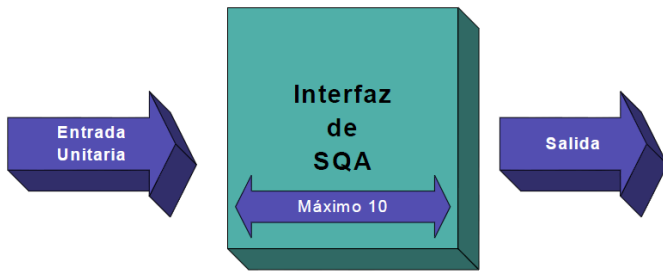 Entrada
Unitaria
Interfaz
de
SQA
Máximo 10
Salida